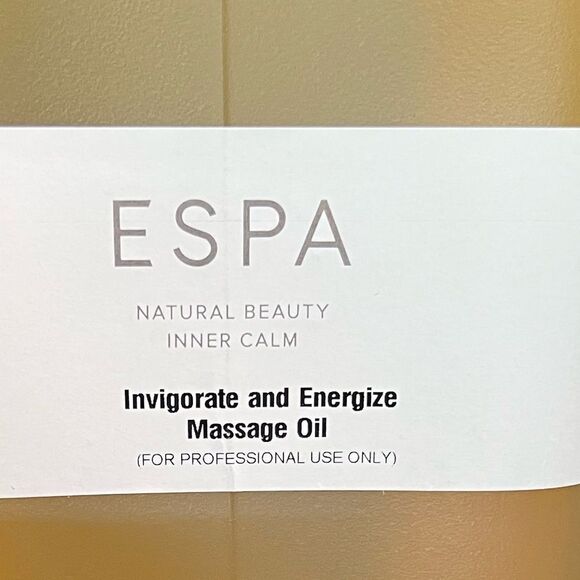 ESPA
NATURAL BEAUTY
INNER CALM
Invigorate and Energize
Massage Oil
(FOR PROFESSIONAL USE ONLY)